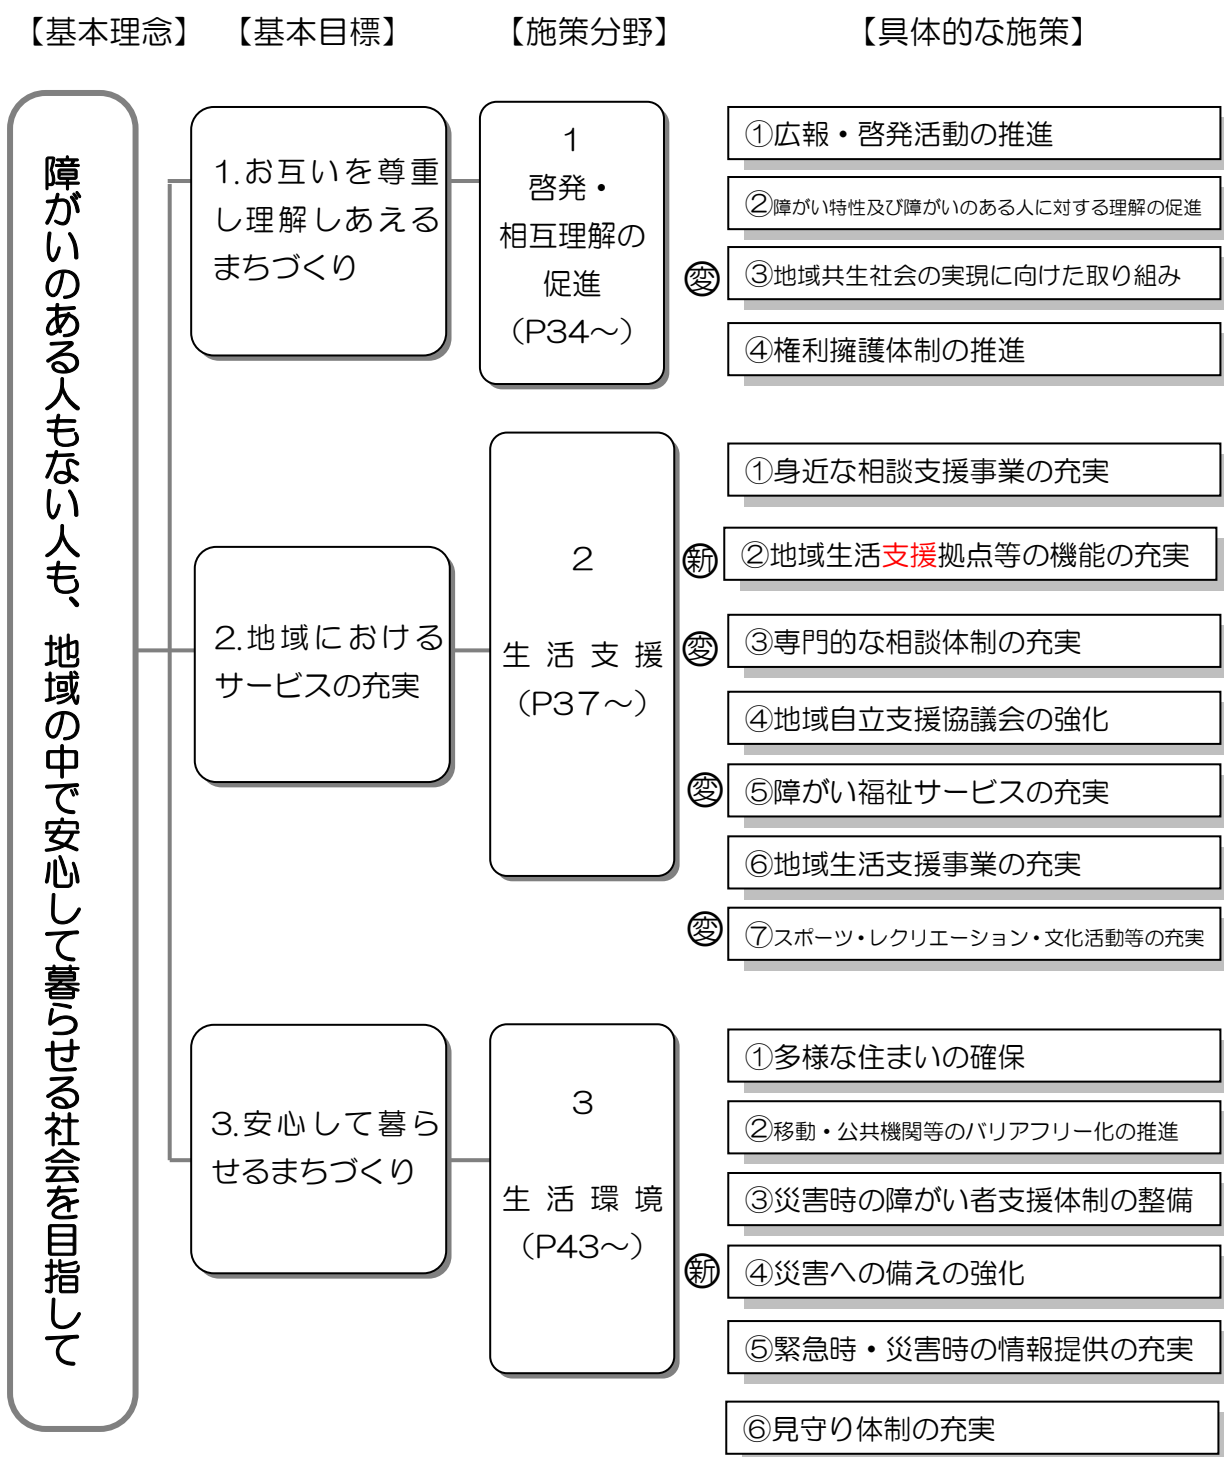 【基本理念】 【基本目標】 【施策分野】 【具体的な施策】
障がいのある人もない人も、地域の中で安心して暮らせる社会を目指して
1.お互いを尊重
し理解しあえる
まちづくり
1
啓発・
相互理解の
促進
(P34～)
①広報・啓発活動の推進
②障がい特性及び障がいのある人に対する理解の促進
変 ③地域共生社会の実現に向けた取り組み
④権利擁護体制の推進
2.地域における
サービスの充実
2
生活支援
(P37～)
①身近な相談支援事業の充実
新 ②地域生活支援拠点等の機能の充実
変 ③専門的な相談体制の充実
④地域自立支援協議会の強化
変 ⑤障がい福祉サービスの充実
⑥地域生活支援事業の充実
変 ⑦スポーツ・レクリエーション・文化活動等の充実
3.安心して暮ら
せるまちづくり
3
生活環境
(P43～)
①多様な住まいの確保
②移動・公共機関等のバリアフリー化の推進
③災害時の障がい者支援体制の整備
新 ④災害への備えの強化
⑤緊急時・災害時の情報提供の充実
⑥見守り体制の充実